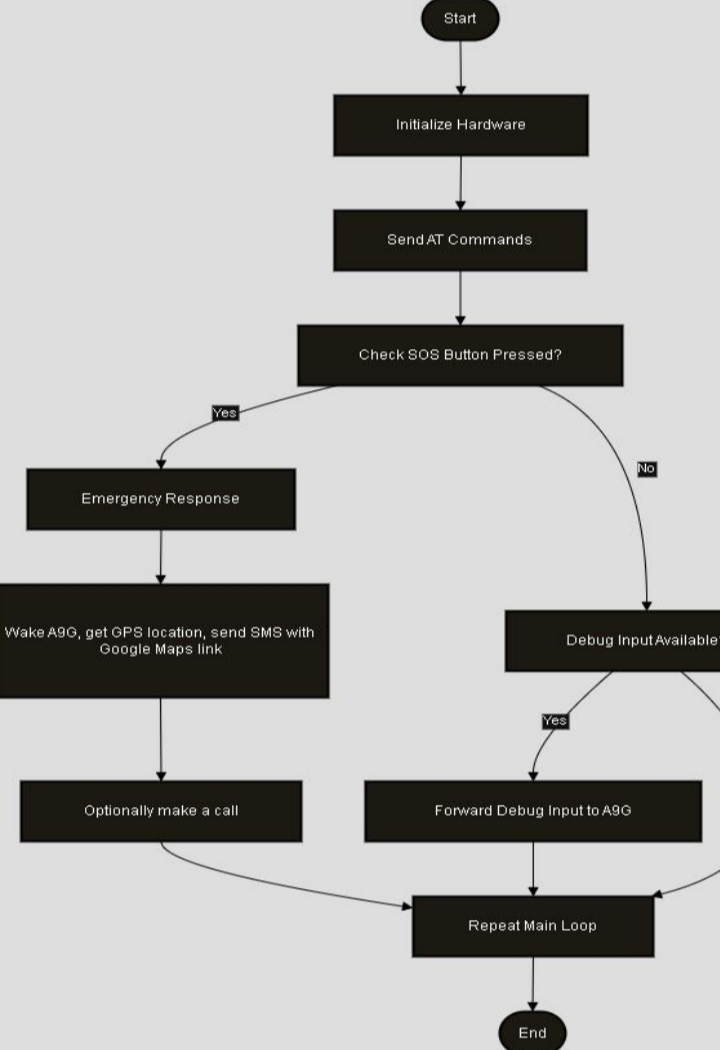 Start
Initialize Hardware
Send AT Commands
Check SOS Button Pressed?
Yes
No
Emergency Response
Wake A9G, get GPS location, send SMS with
Google Maps link
Debug Input Available
Yes
Optionally make a call
Forward Debug Input to A9G
Repeat Main Loop
End